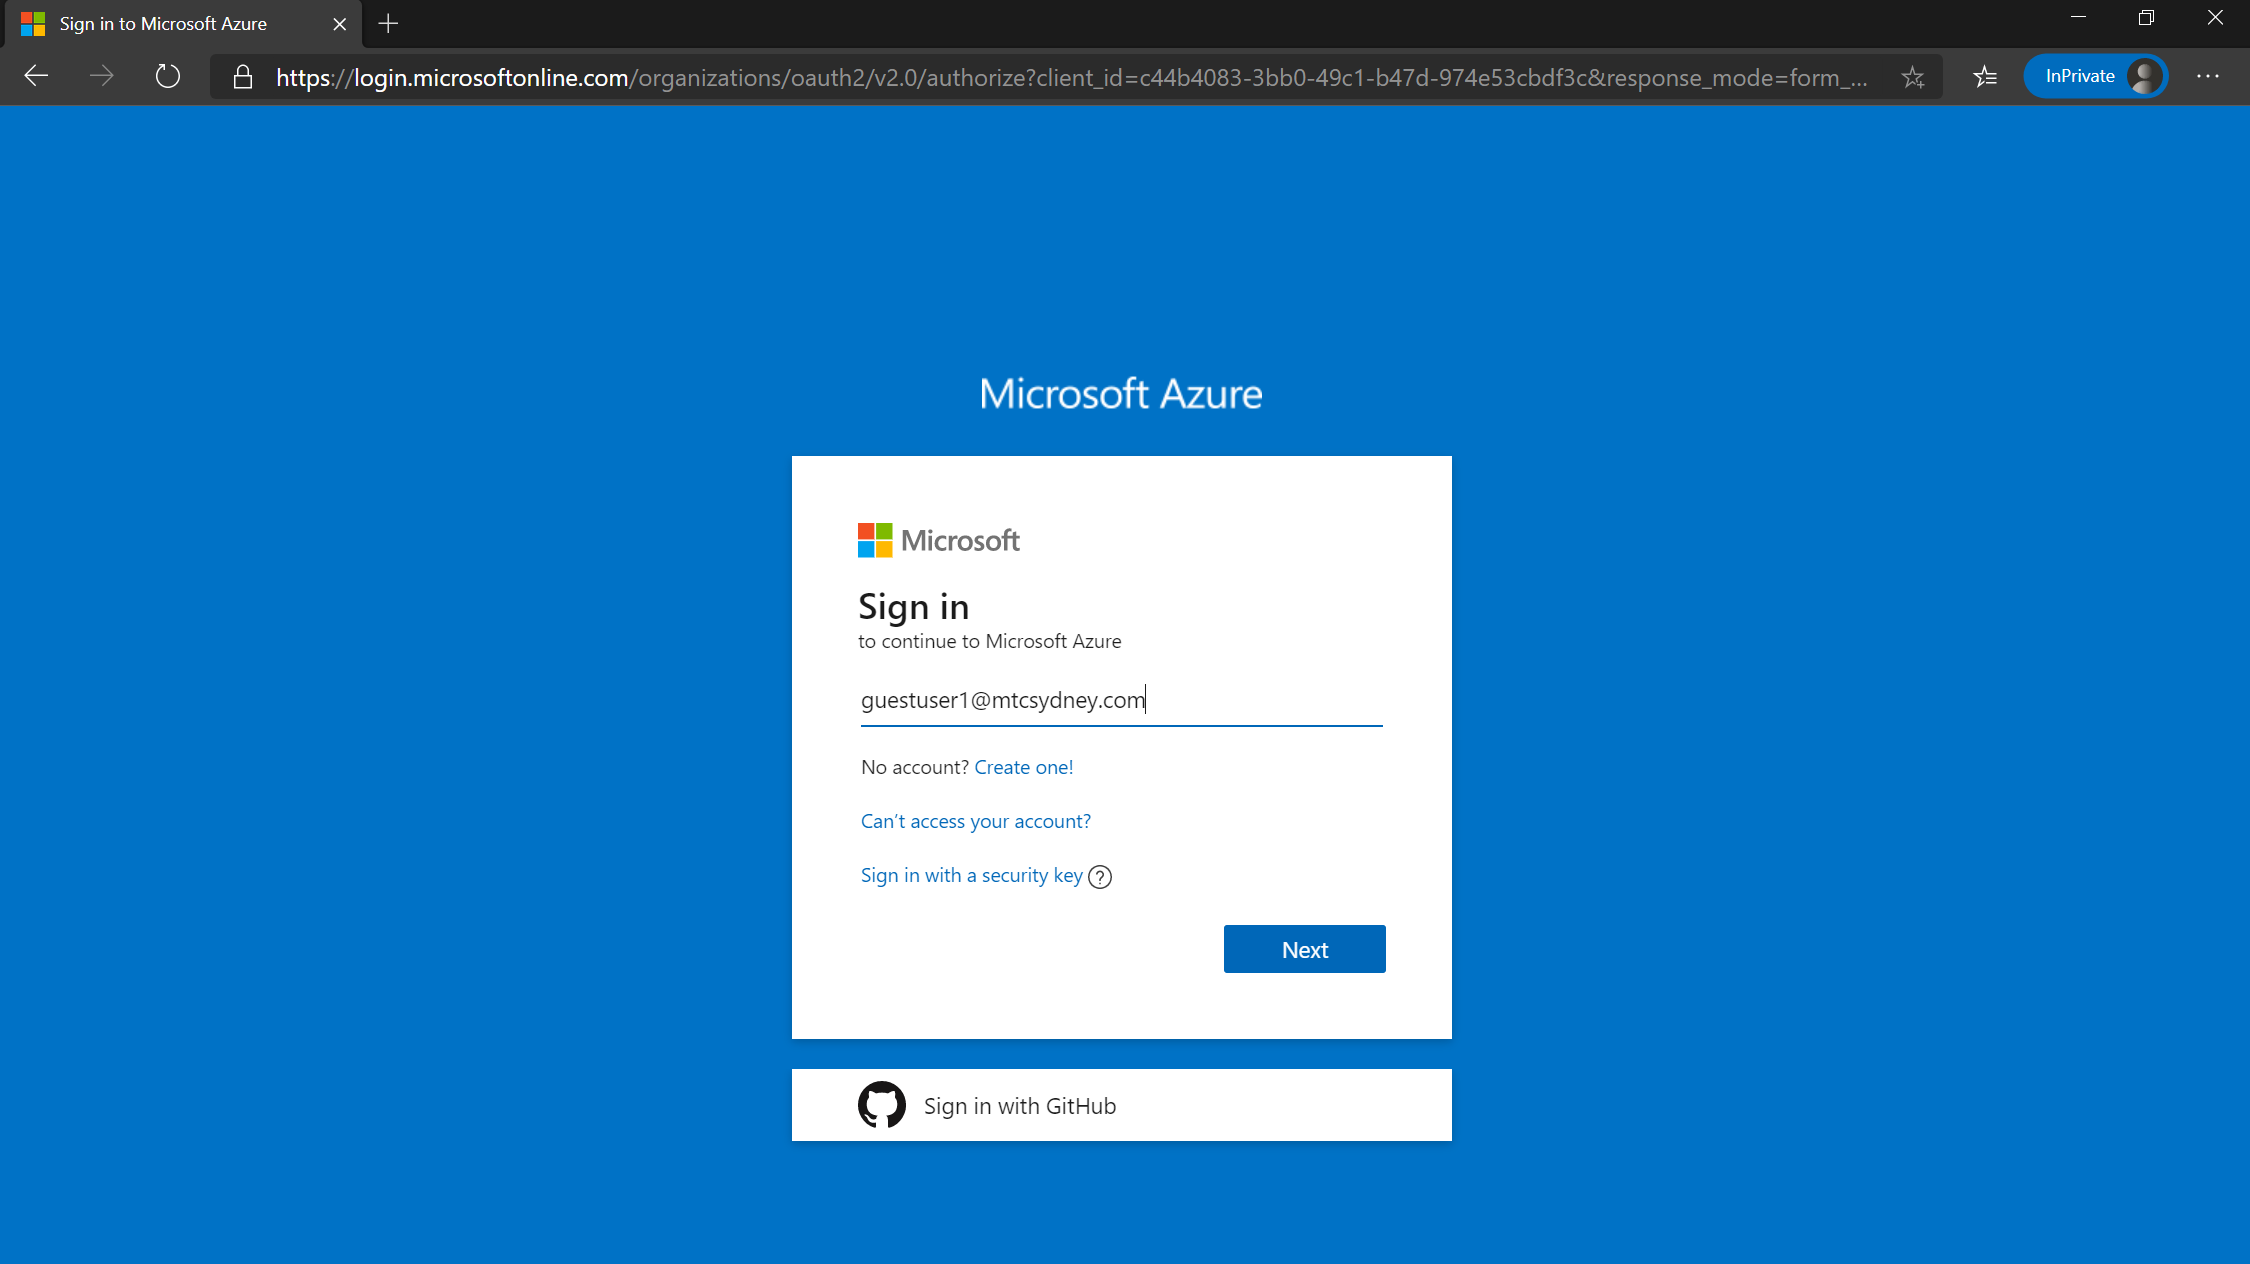 Sign in to Microsoft Azure
https://login.microsoftonline.com/organizations/oauth2/v2.0/authorize?client_id=c44b4083-3bb0-49c1-b47d-974e53cbdf3c&response_mode=form_...
InPrivate
Microsoft Azure
Microsoft
Sign in
to continue to Microsoft Azure
guestuser1@mtcsydney.com
No account? Create one!
Can’t access your account?
Sign in with a security key ?
Next
Sign in with GitHub